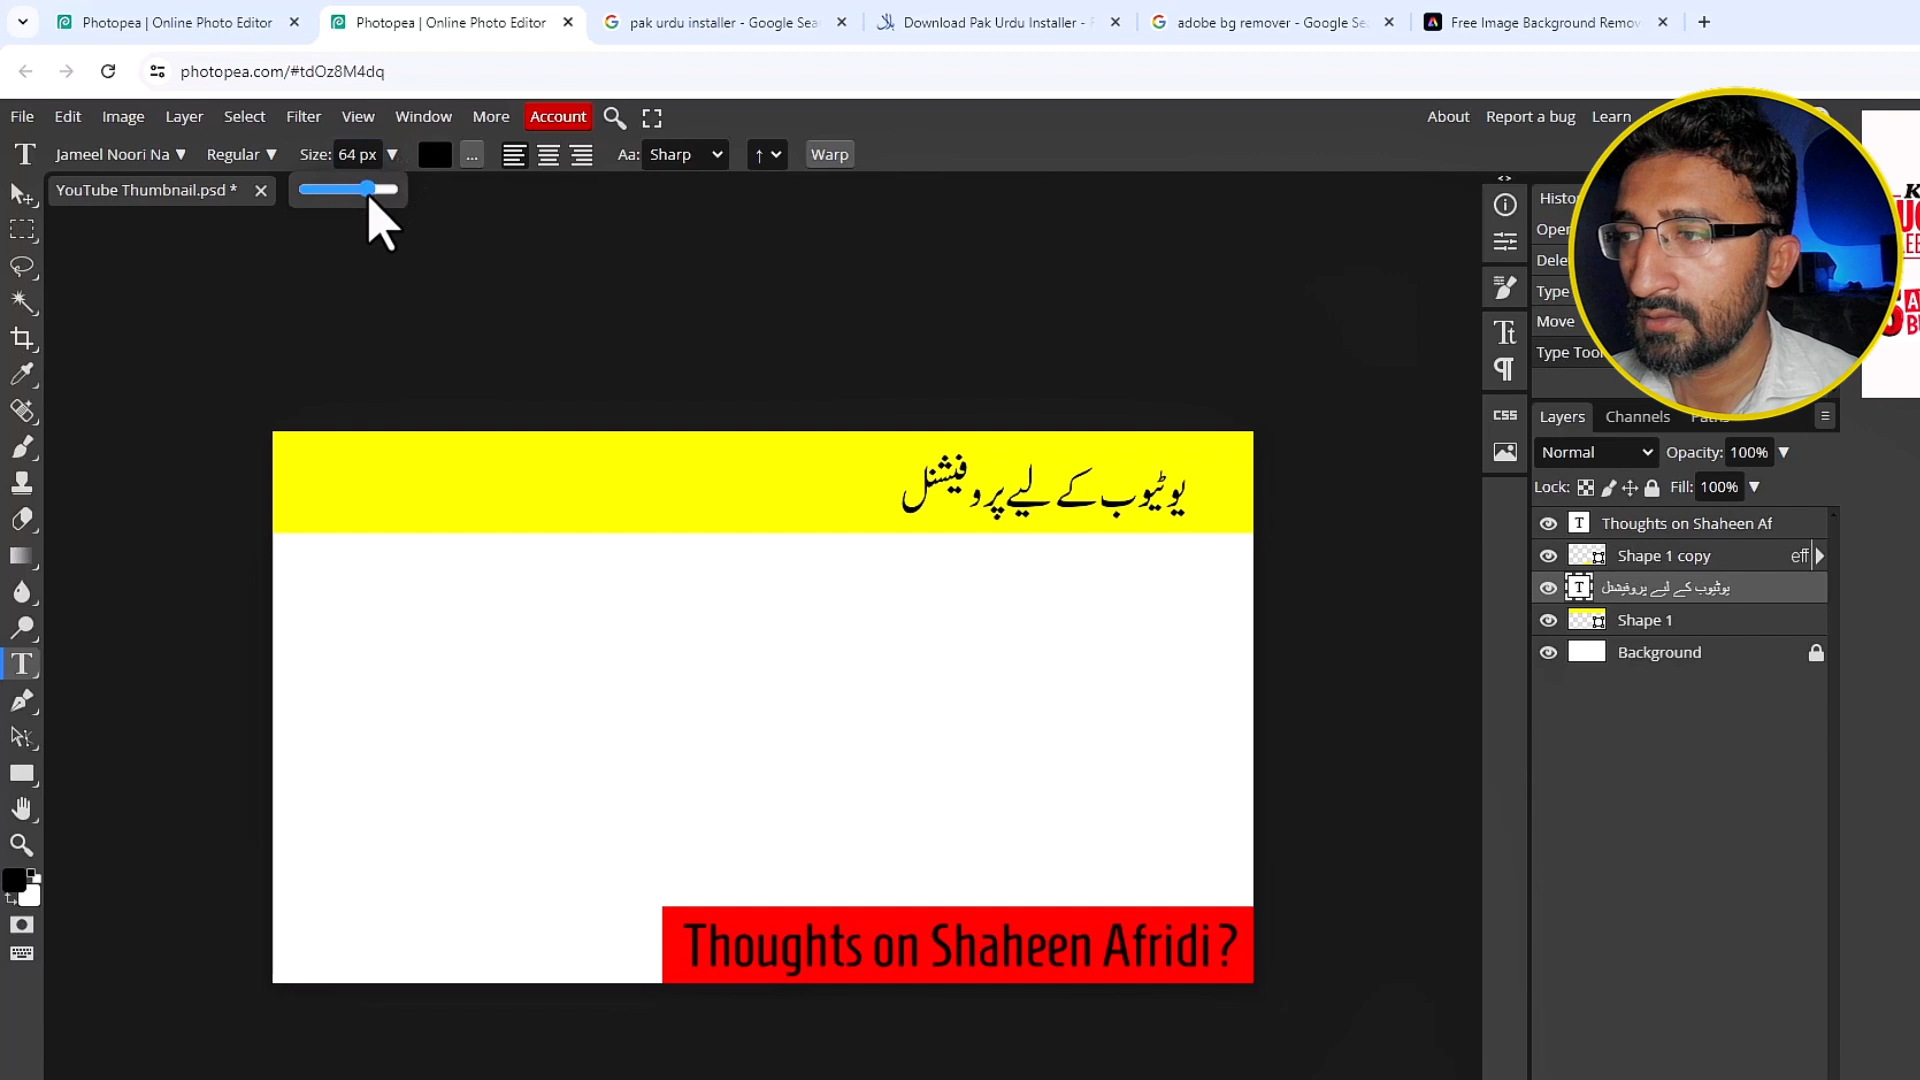 Photopea | Online Photo Editor
Photopea | Online Photo Editor
pak urdu installer - Google Sea
Download Pak Urdu Installer -
adobe bg remover - Google Se
Free Image Background Remov
photopea.com/#tdOz8M4dq
File Edit Image Layer Select Filter View Window More Account
About Report a bug Learn
Jameel Noori Na Regular Size: 64 px ... Aa: Sharp Warp
YouTube Thumbnail.psd *
یوٹیوب کے لیے پروفیشنل
Thoughts on Shaheen Afridi?
Histo
Open
Dele
Type
Move
Type Too
CSS
Layers Channels Paths
Normal Opacity: 100%
Lock: Fill: 100%
Thoughts on Shaheen Af
Shape 1 copy eff
یوٹیوب کے لیے پروفیشنل
Shape 1
Background